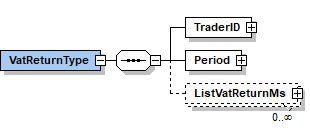 TraderID
VatReturnType
Period
ListVatReturnMs
0..∞